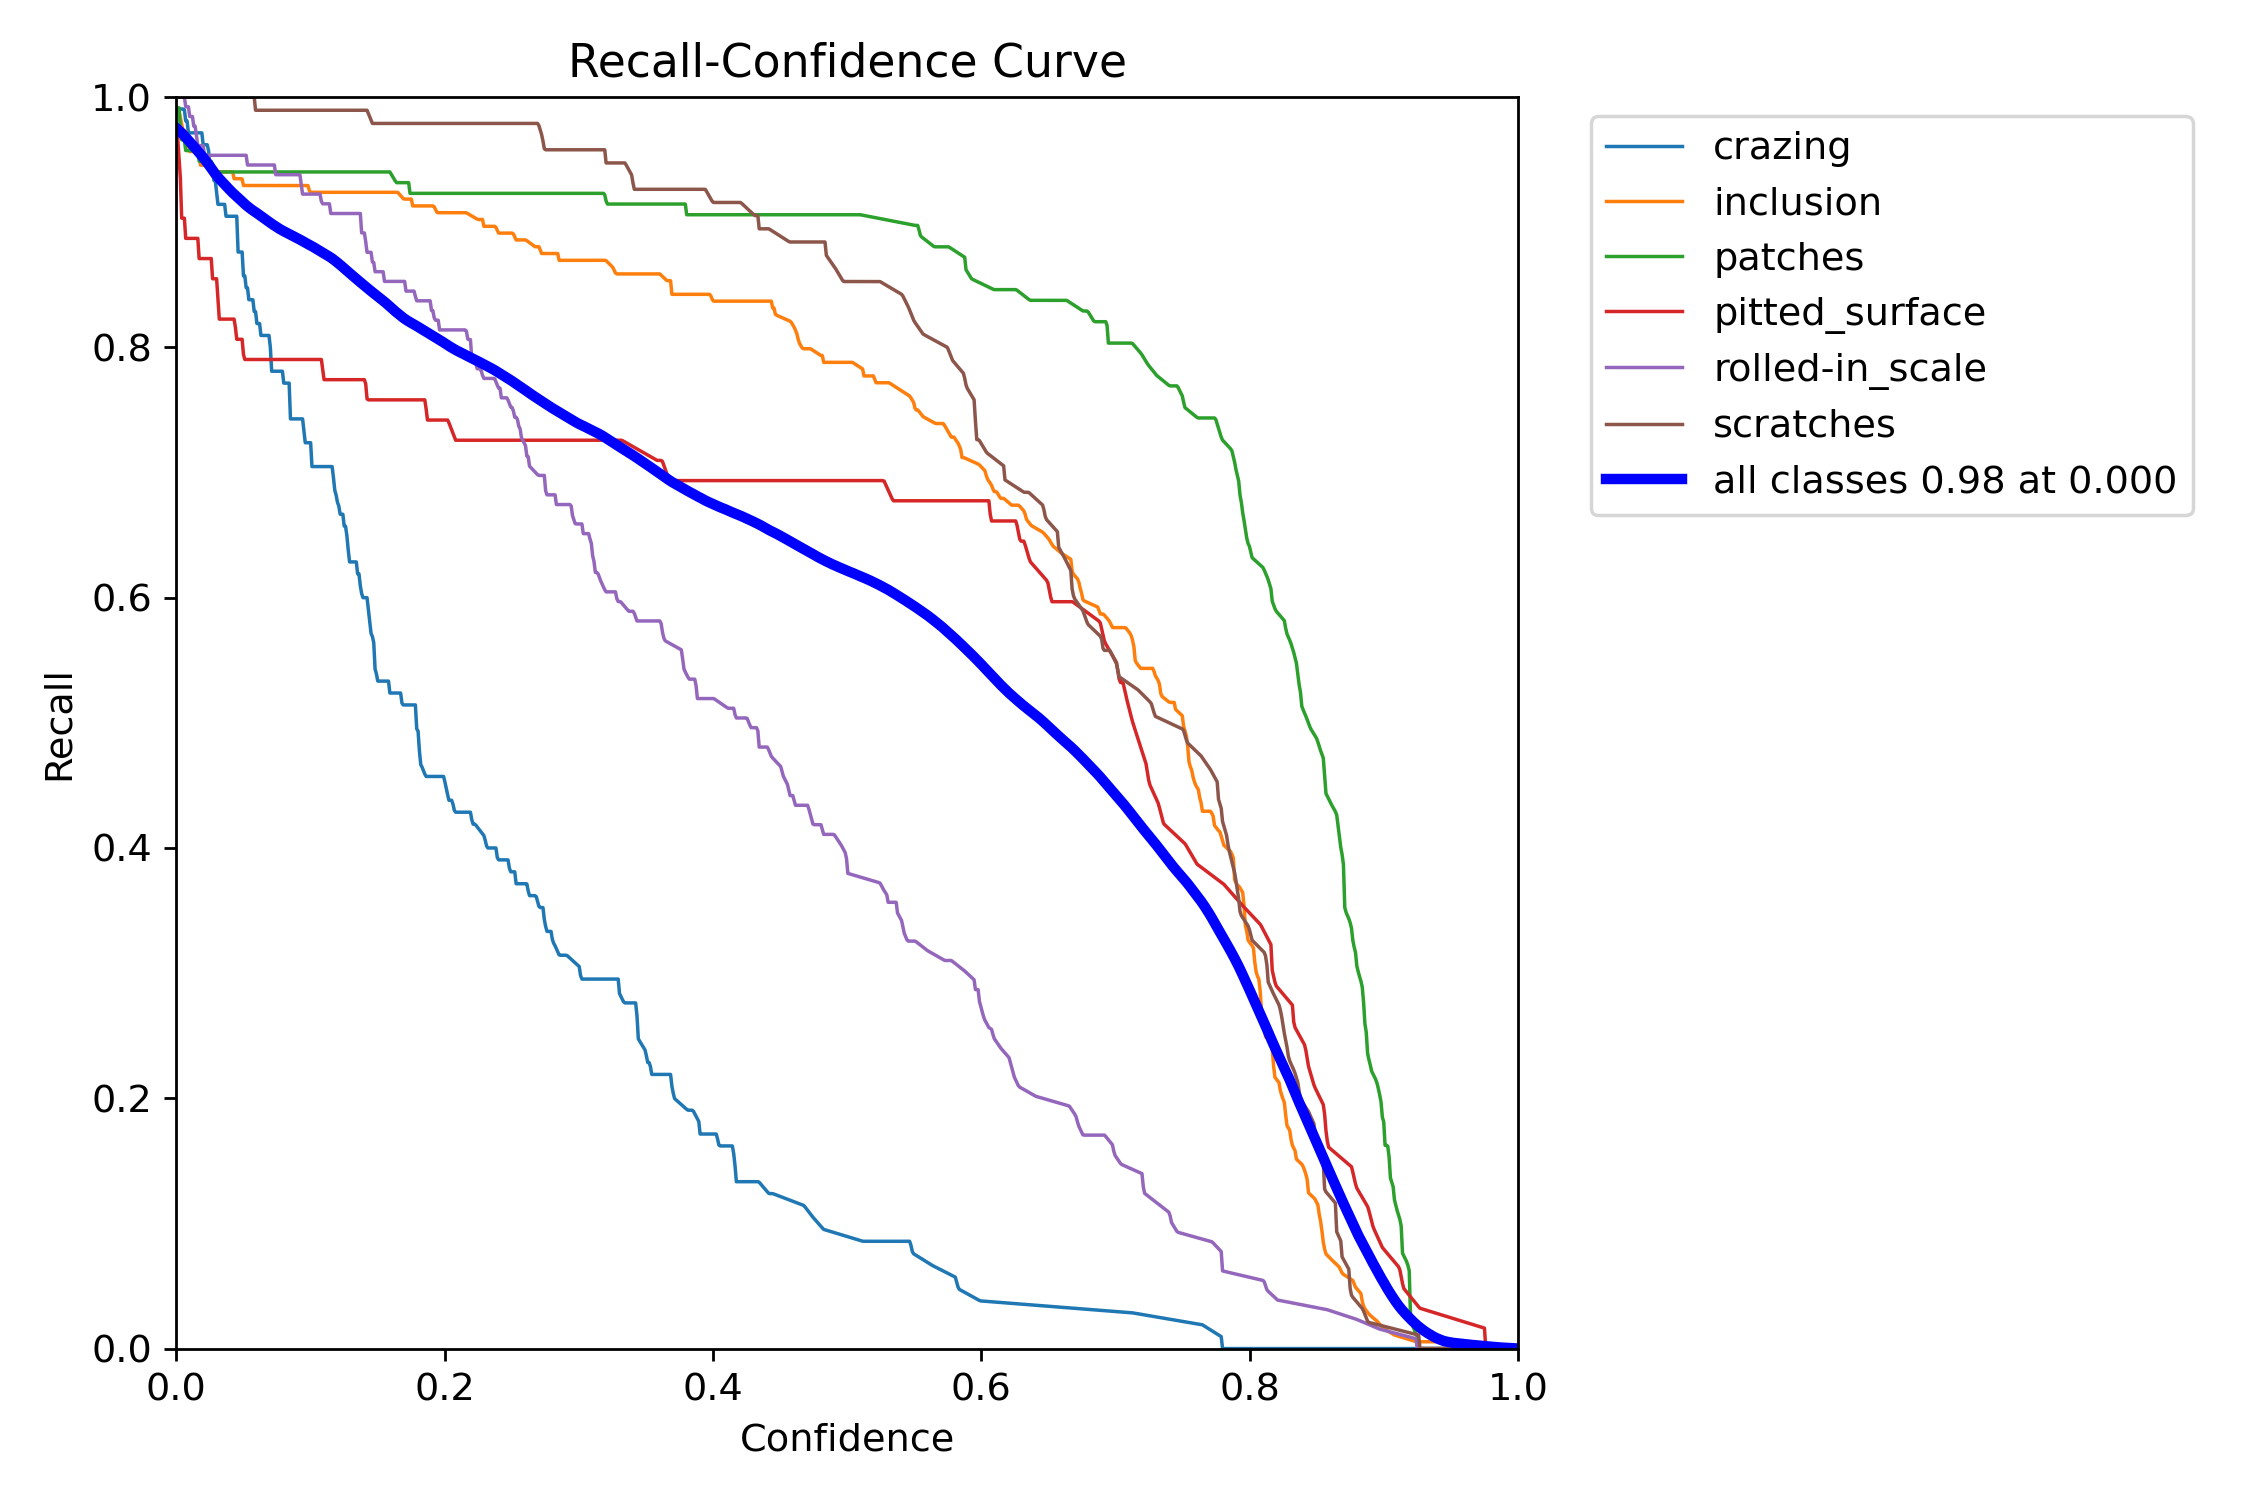 Recall-Confidence Curve
1.0
0.8
0.6
0.4
0.2
0.0
Recall
0.0 0.2 0.4 0.6 0.8 1.0
Confidence
crazing
inclusion
patches
pitted_surface
rolled-in_scale
scratches
all classes 0.98 at 0.000